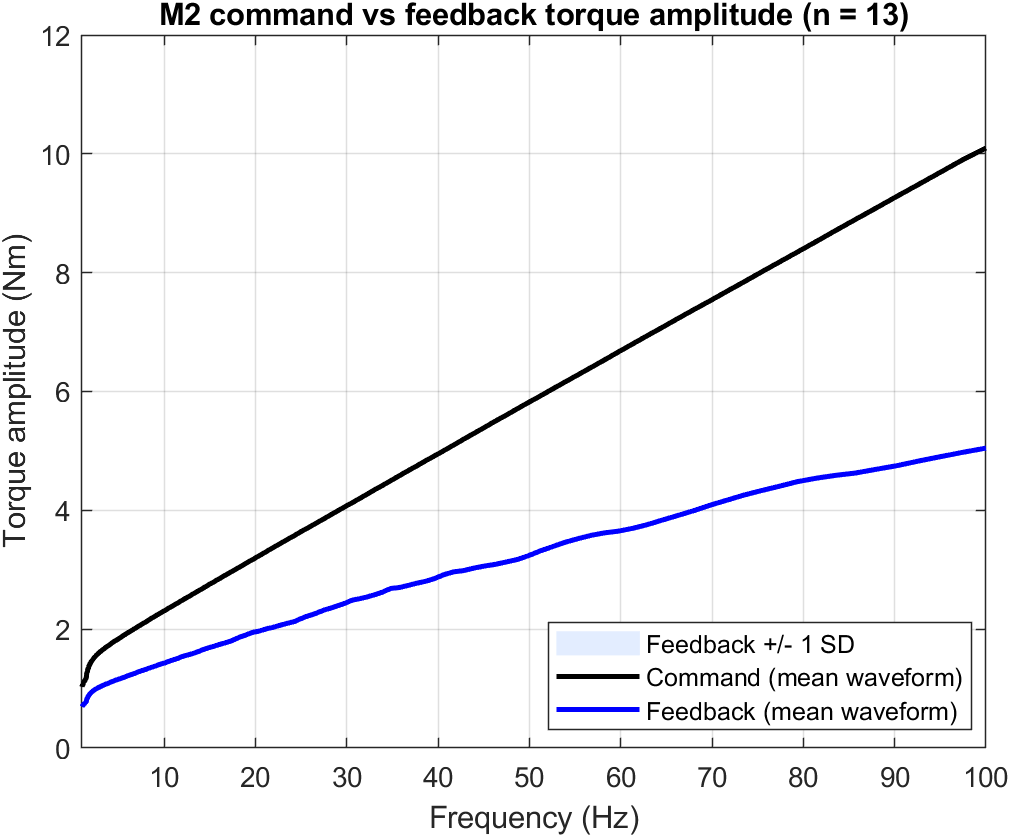 M2 command vs feedback torque amplitude (n = 13)
12
10
8
6
4
2
0
Torque amplitude (Nm)
Feedback +/- 1 SD
Command (mean waveform)
Feedback (mean waveform)
10 20 30 40 50 60 70 80 90 100
Frequency (Hz)